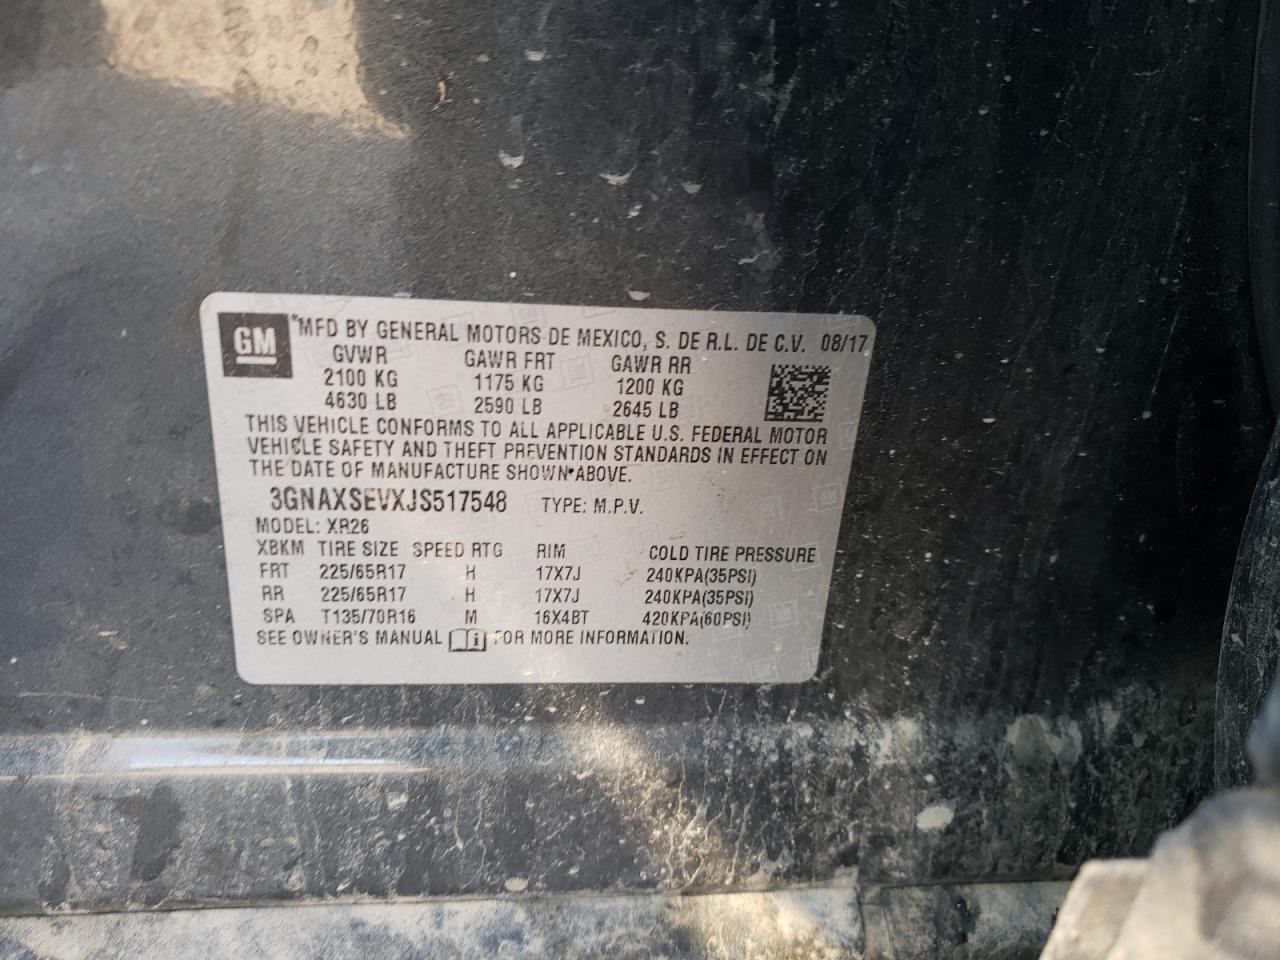 GM
MFD BY GENERAL MOTORS DE MEXICO, S. DE R.L. DE C.V. 08/17
GVWR GAWR FRT GAWR RR
2100 KG 1175 KG 1200 KG
4630 LB 2590 LB 2645 LB
THIS VEHICLE CONFORMS TO ALL APPLICABLE U.S. FEDERAL MOTOR
VEHICLE SAFETY AND THEFT PREVENTION STANDARDS IN EFFECT ON
THE DATE OF MANUFACTURE SHOWN ABOVE.
3GNAXSEVXJS517548 TYPE: M.P.V.
MODEL: XR26
XBKM TIRE SIZE SPEED RTG RIM COLD TIRE PRESSURE
FRT 225/65R17 H 17X7J 240KPA(35PSI)
RR 225/65R17 H 17X7J 240KPA(35PSI)
SPA T135/70R16 M 16X4BT 420KPA(60PSI)
SEE OWNER'S MANUAL FOR MORE INFORMATION.